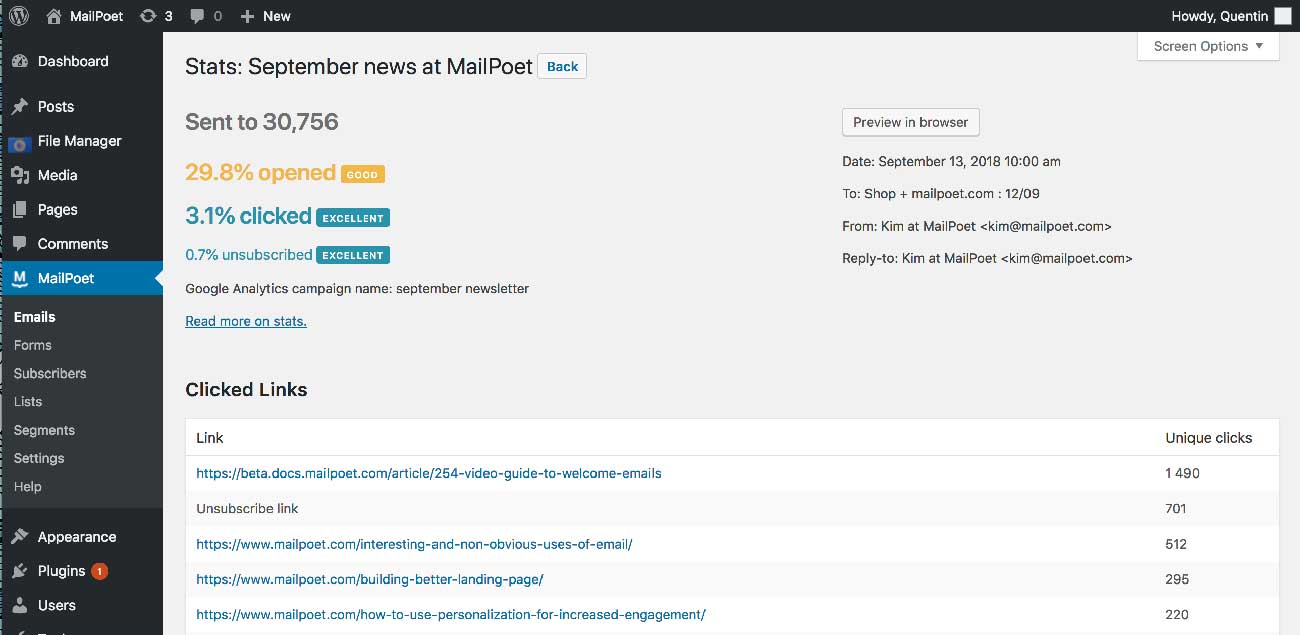 MailPoet 3 0 New Howdy, Quentin
Screen Options
Dashboard
Posts
File Manager
Media
Pages
Comments
MailPoet
Emails
Forms
Subscribers
Lists
Segments
Settings
Help
Appearance
Plugins 1
Users
Stats: September news at MailPoet Back
Sent to 30,756
29.8% opened GOOD
3.1% clicked EXCELLENT
0.7% unsubscribed EXCELLENT
Google Analytics campaign name: september newsletter
Read more on stats.
Preview in browser
Date: September 13, 2018 10:00 am
To: Shop + mailpoet.com : 12/09
From: Kim at MailPoet <kim@mailpoet.com>
Reply-to: Kim at MailPoet <kim@mailpoet.com>
Clicked Links
Link Unique clicks
https://beta.docs.mailpoet.com/article/254-video-guide-to-welcome-emails 1 490
Unsubscribe link 701
https://www.mailpoet.com/interesting-and-non-obvious-uses-of-email/ 512
https://www.mailpoet.com/building-better-landing-page/ 295
https://www.mailpoet.com/how-to-use-personalization-for-increased-engagement/ 220